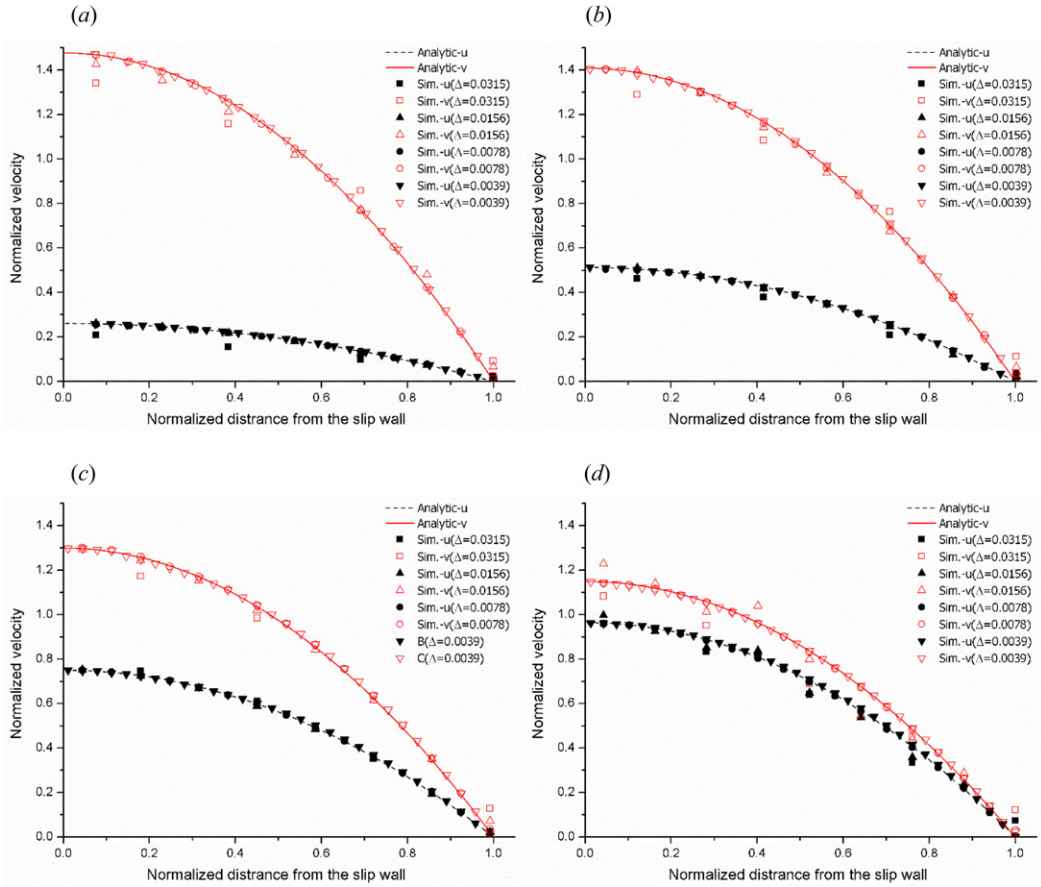 (a)
Normalized velocity
1.4
1.2
1.0
0.8
0.6
0.4
0.2
0.0
0.0 0.2 0.4 0.6 0.8 1.0
Normalized distrance from the slip wall
Analytic-u
Analytic-v
Sim.-u(Δ=0.0315)
Sim.-v(Δ=0.0315)
Sim.-u(Δ=0.0156)
Sim.-v(Δ=0.0156)
Sim.-u(Δ=0.0078)
Sim.-v(Δ=0.0078)
Sim.-u(Δ=0.0039)
Sim.-v(Δ=0.0039)
(b)
Normalized velocity
1.4
1.2
1.0
0.8
0.6
0.4
0.2
0.0
0.0 0.2 0.4 0.6 0.8 1.0
Normalized distrance from the slip wall
Analytic-u
Analytic-v
Sim.-u(Δ=0.0315)
Sim.-v(Δ=0.0315)
Sim.-u(Δ=0.0156)
Sim.-v(Δ=0.0156)
Sim.-u(Δ=0.0078)
Sim.-v(Δ=0.0078)
Sim.-u(Δ=0.0039)
Sim.-v(Δ=0.0039)
(c)
Normalized velocity
1.4
1.2
1.0
0.8
0.6
0.4
0.2
0.0
0.0 0.2 0.4 0.6 0.8 1.0
Normalized distrance from the slip wall
Analytic-u
Analytic-v
Sim.-u(Δ=0.0315)
Sim.-v(Δ=0.0315)
Sim.-u(Δ=0.0156)
Sim.-v(Δ=0.0156)
Sim.-u(Δ=0.0078)
Sim.-v(Δ=0.0078)
B(Δ=0.0039)
C(Δ=0.0039)
(d)
Normalized velocity
1.4
1.2
1.0
0.8
0.6
0.4
0.2
0.0
0.0 0.2 0.4 0.6 0.8 1.0
Normalized distrance from the slip wall
Analytic-u
Analytic-v
Sim.-u(Δ=0.0315)
Sim.-v(Δ=0.0315)
Sim.-u(Δ=0.0156)
Sim.-v(Δ=0.0156)
Sim.-u(Δ=0.0078)
Sim.-v(Δ=0.0078)
Sim.-u(Δ=0.0039)
Sim.-v(Δ=0.0039)